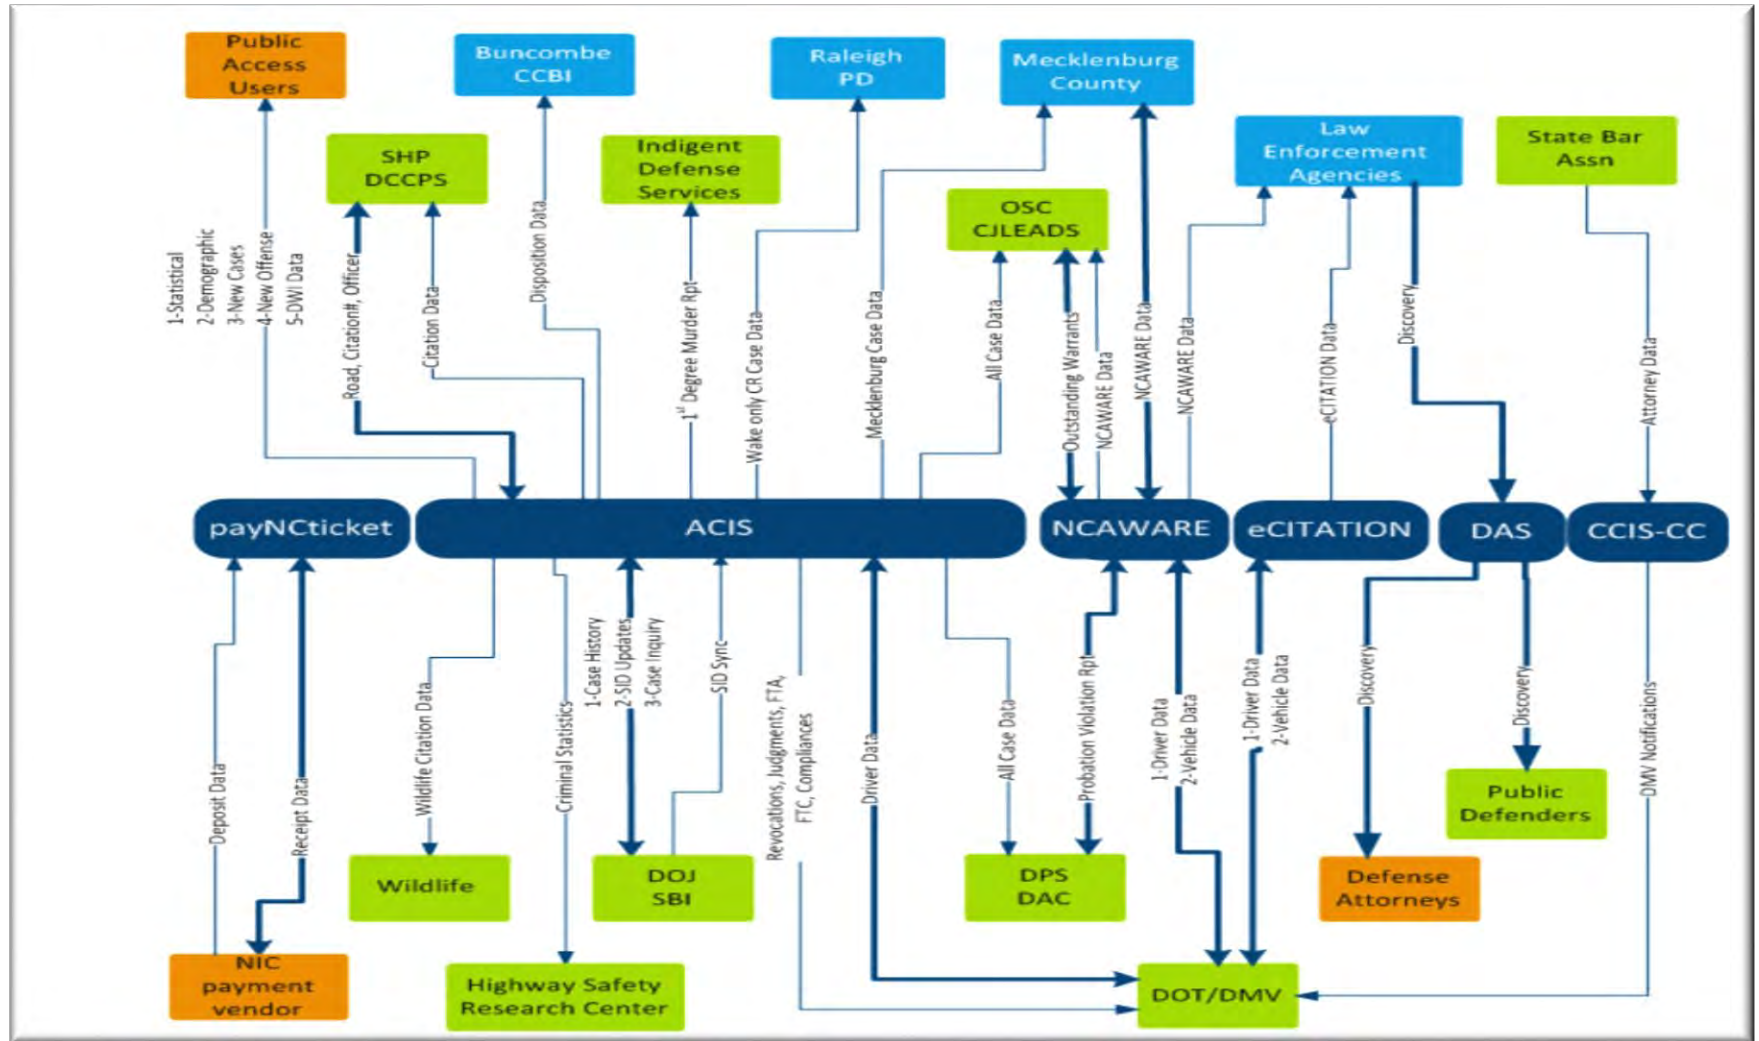 Public
Access
Users
Buncombe
CCBI
Raleigh
PD
Mecklenburg
County
SHP
DCCPS
Indigent
Defense
Services
OSC
CJLEADS
Law
Enforcement
Agencies
State Bar
Assn
1-Statistical
2-Demographic
3-New Cases
4-New Offense
5-DWI Data
Road, Citation#, Officer
Citation Data
Disposition Data
1st Degree Murder Rpt
Wake only CR Case Data
Mecklenburg Case Data
All Case Data
Outstanding Warrants
NCAWARE Data
NCAWARE Data
NCAWARE Data
eCITATION Data
Discovery
Attorney Data
payNCticket
ACIS
NCAWARE
eCITATION
DAS
CCIS-CC
Deposit Data
Receipt Data
Wildlife Citation Data
Criminal Statistics
1-Case History
2-SID Updates
3-Case Inquiry
SID Sync
Revocations, Judgments, FTA,
FTC, Compliances
Driver Data
All Case Data
Probation Violation Rpt
1-Driver Data
2-Vehicle Data
1-Driver Data
2-Vehicle Data
Discovery
Discovery
DMV Notifications
Wildlife
DOJ
SBI
DPS
DAC
Defense
Attorneys
Public
Defenders
NIC
payment
vendor
Highway Safety
Research Center
DOT/DMV